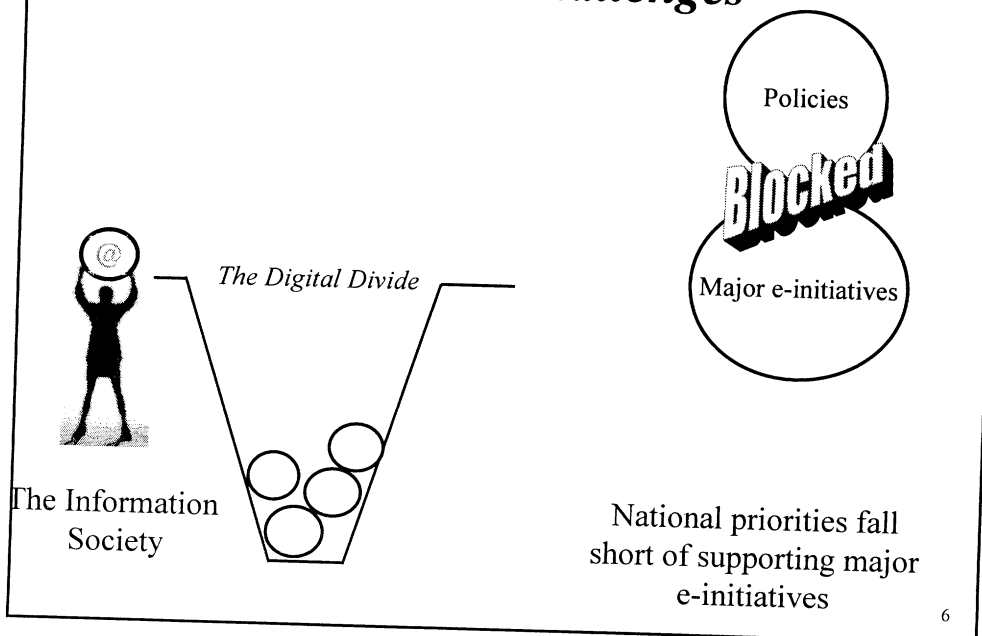 Policies
Blocked
Major e-initiatives
@
The Digital Divide
The Information
Society
National priorities fall
short of supporting major
e-initiatives
6